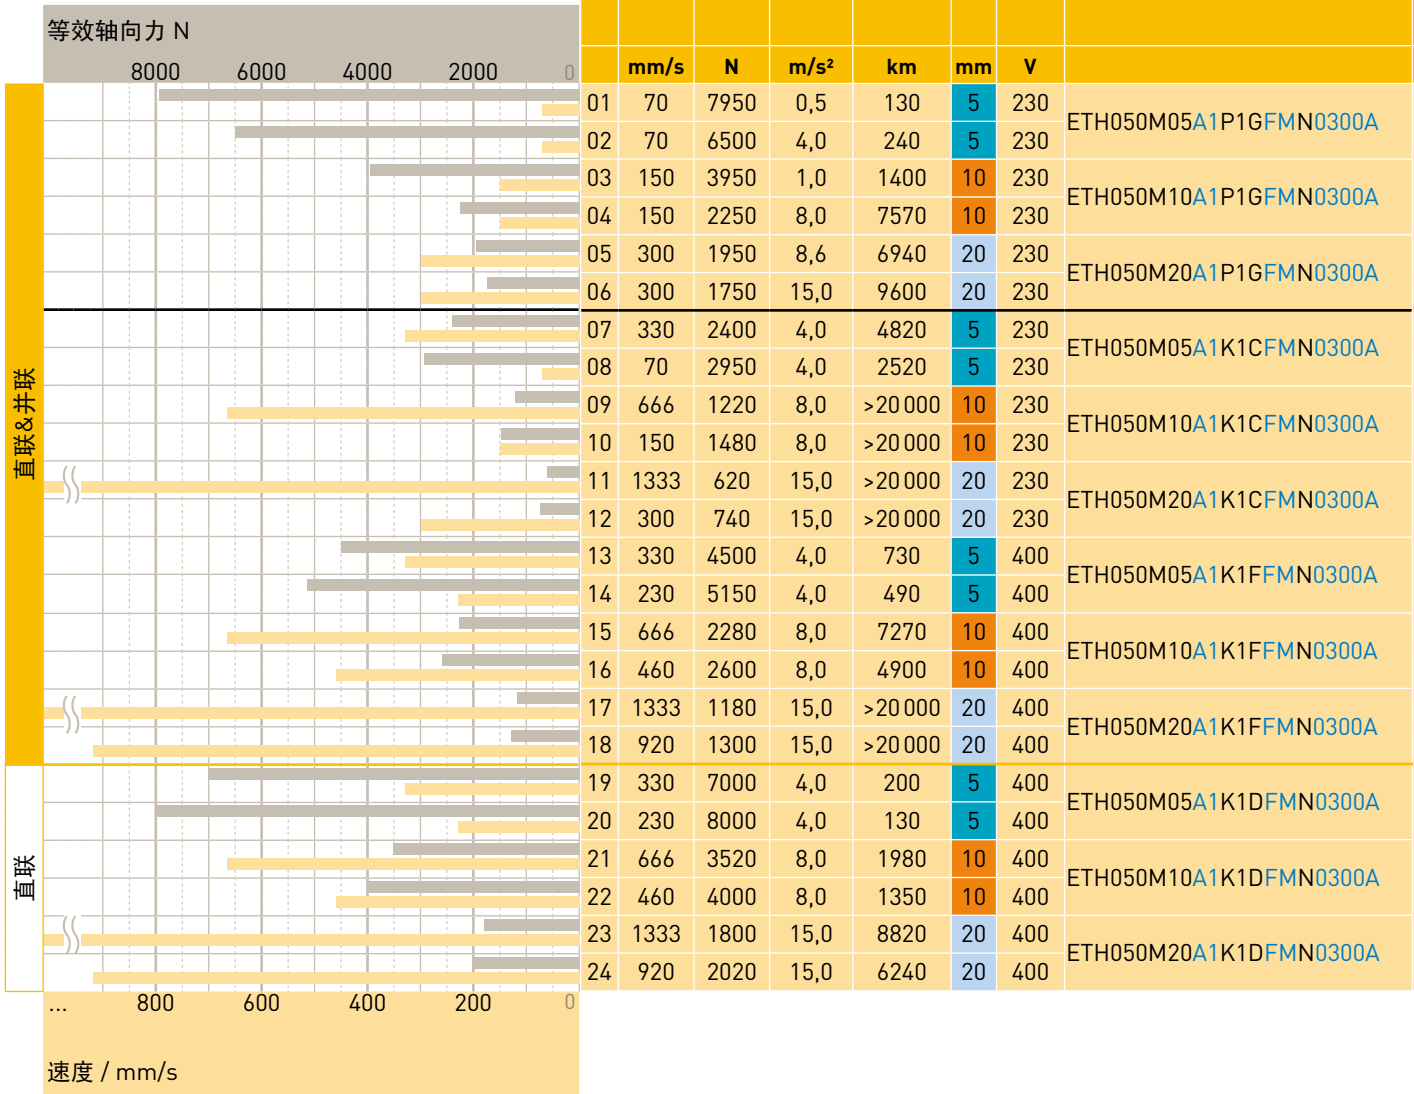 等效轴向力 N
8000 6000 4000 2000 0
mm/s N m/s² km mm V
01 70 7950 0,5 130 5 230
ETH050M05A1P1GFMN0300A
02 70 6500 4,0 240 5 230
03 150 3950 1,0 1400 10 230
ETH050M10A1P1GFMN0300A
04 150 2250 8,0 7570 10 230
05 300 1950 8,6 6940 20 230
ETH050M20A1P1GFMN0300A
06 300 1750 15,0 9600 20 230
07 330 2400 4,0 4820 5 230
ETH050M05A1K1CFMN0300A
08 70 2950 4,0 2520 5 230
09 666 1220 8,0 >20 000 10 230
ETH050M10A1K1CFMN0300A
10 150 1480 8,0 >20 000 10 230
11 1333 620 15,0 >20 000 20 230
ETH050M20A1K1CFMN0300A
12 300 740 15,0 >20 000 20 230
13 330 4500 4,0 730 5 400
ETH050M05A1K1FFMN0300A
14 230 5150 4,0 490 5 400
15 666 2280 8,0 7270 10 400
ETH050M10A1K1FFMN0300A
16 460 2600 8,0 4900 10 400
17 1333 1180 15,0 >20 000 20 400
ETH050M20A1K1FFMN0300A
18 920 1300 15,0 >20 000 20 400
直联&并联
19 330 7000 4,0 200 5 400
ETH050M05A1K1DFMN0300A
20 230 8000 4,0 130 5 400
21 666 3520 8,0 1980 10 400
ETH050M10A1K1DFMN0300A
22 460 4000 8,0 1350 10 400
23 1333 1800 15,0 8820 20 400
ETH050M20A1K1DFMN0300A
24 920 2020 15,0 6240 20 400
直联
... 800 600 400 200 0
速度 / mm/s